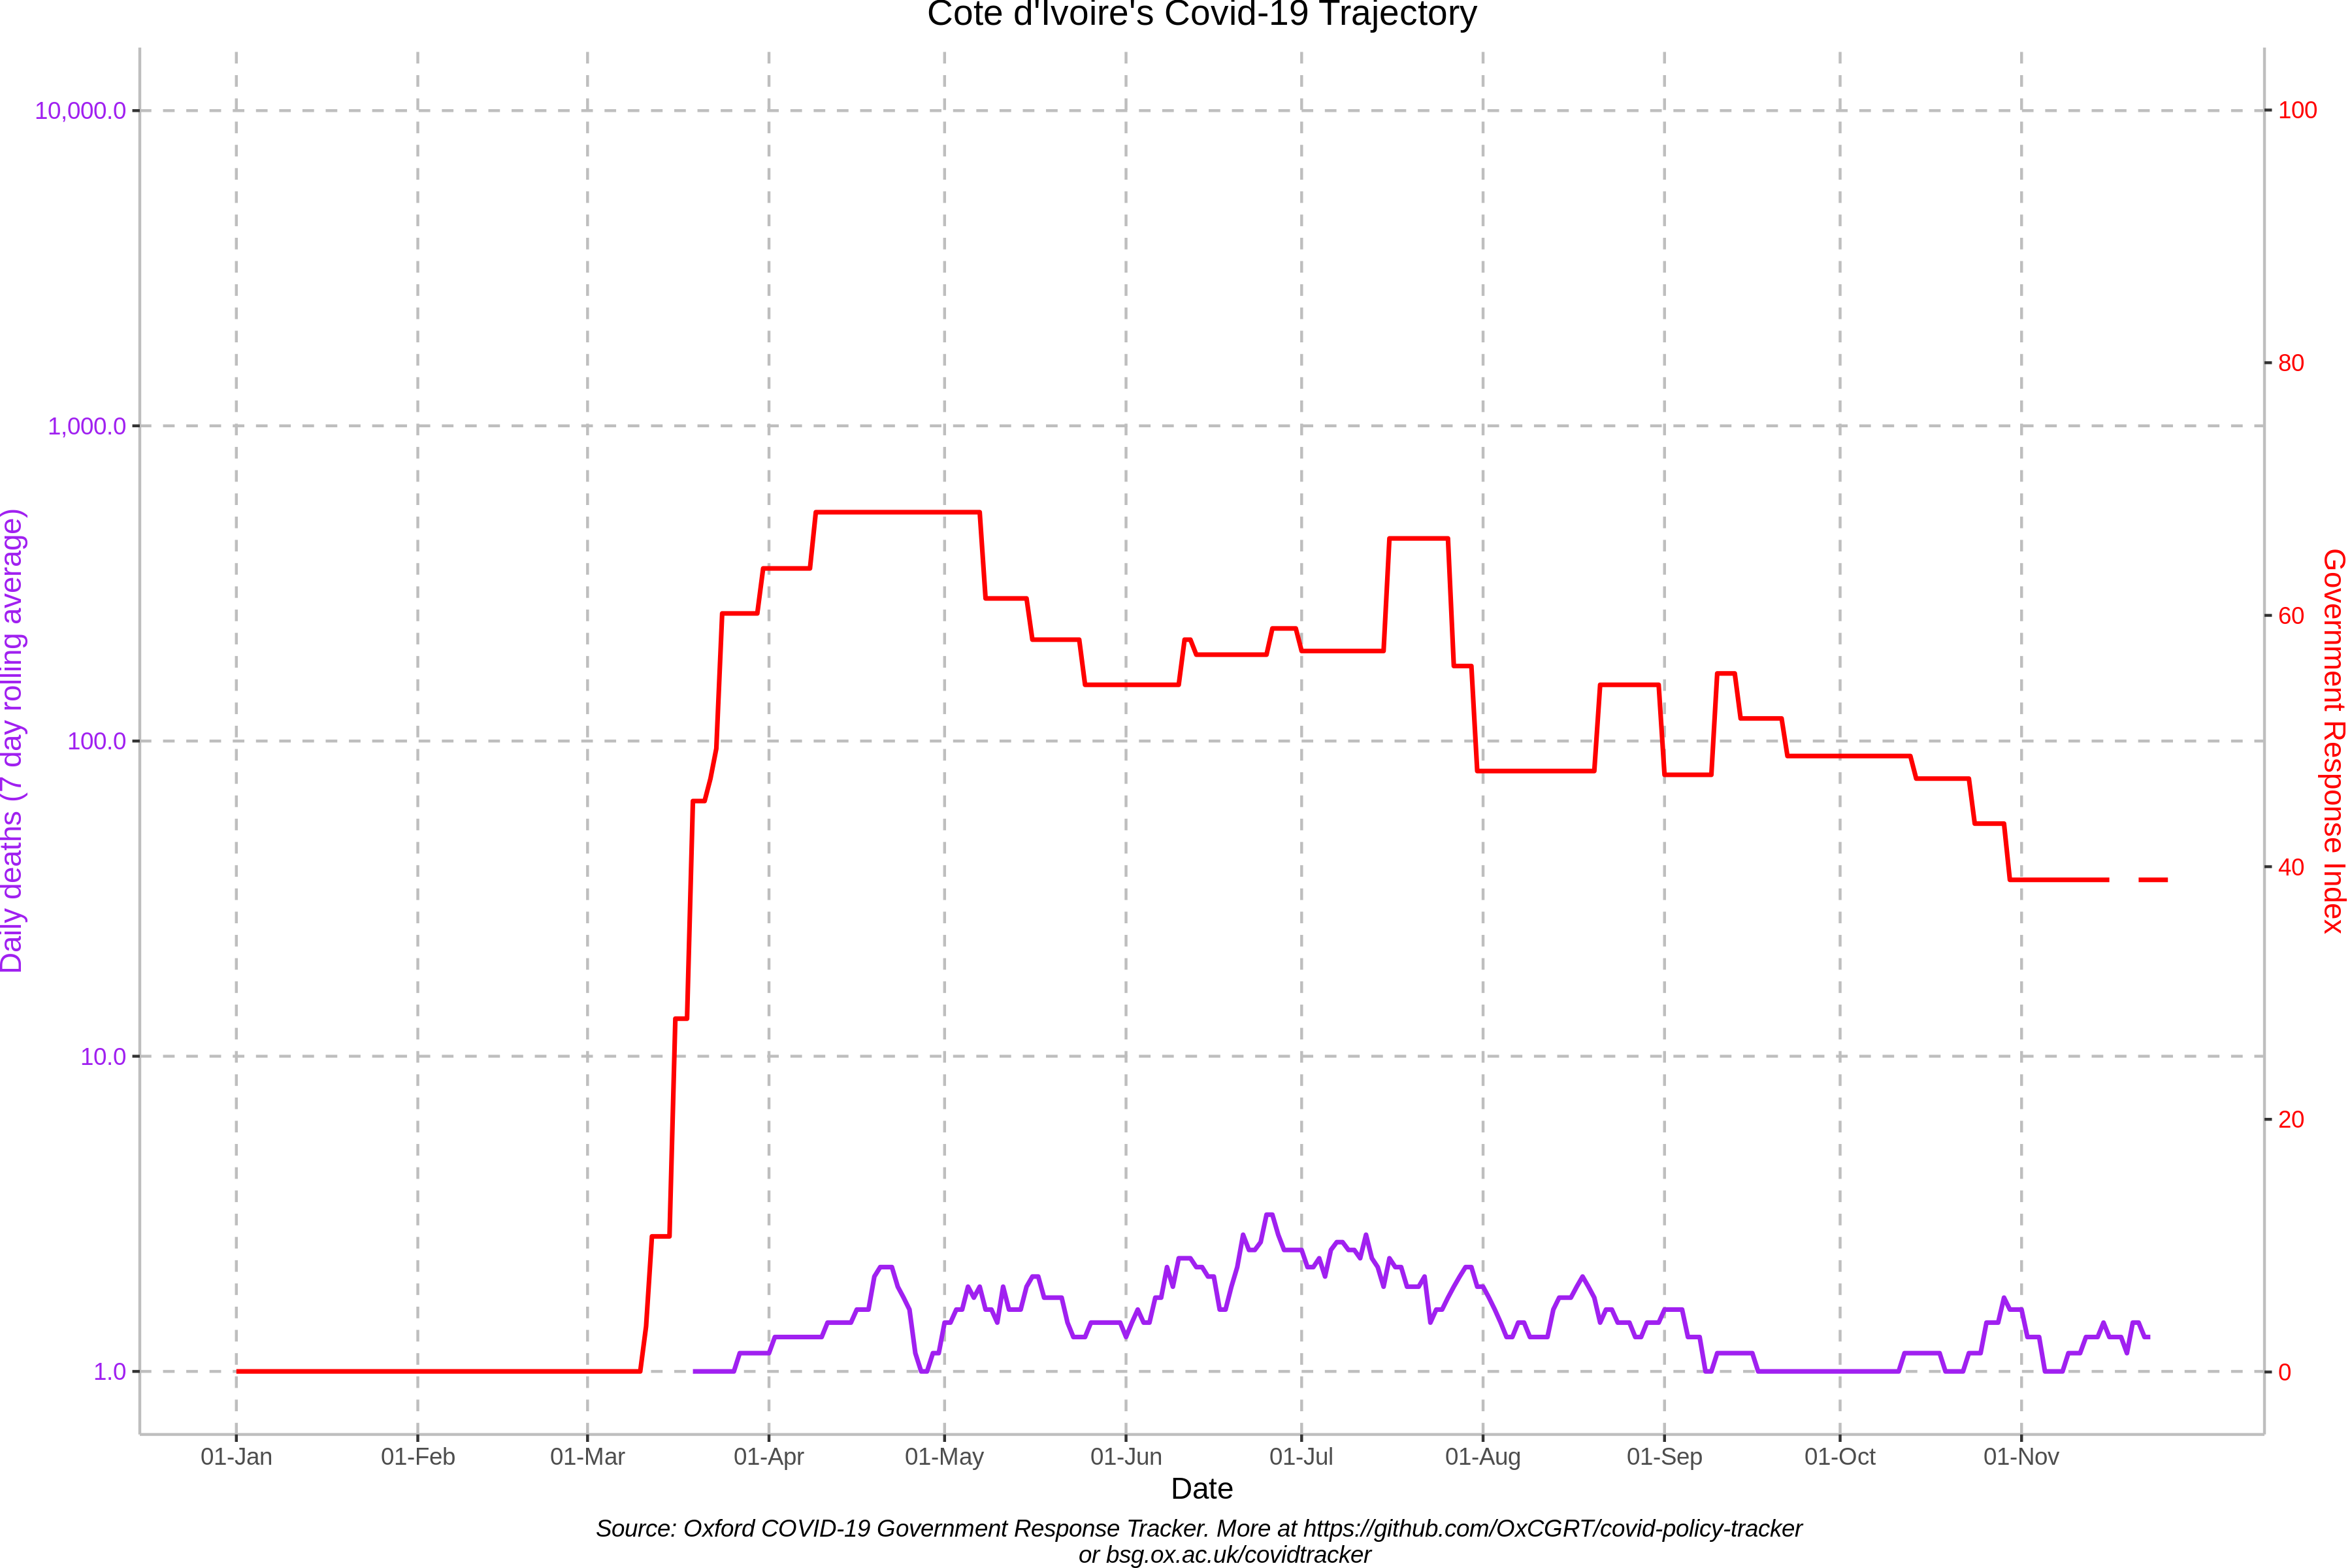 Cote d'Ivoire's Covid-19 Trajectory
10,000.0
1,000.0
100.0
10.0
1.0
Daily deaths (7 day rolling average)
100
80
60
40
20
0
Government Response Index
01-Jan 01-Feb 01-Mar 01-Apr 01-May 01-Jun 01-Jul 01-Aug 01-Sep 01-Oct 01-Nov
Date
Source: Oxford COVID-19 Government Response Tracker. More at https://github.com/OxCGRT/covid-policy-tracker
or bsg.ox.ac.uk/covidtracker